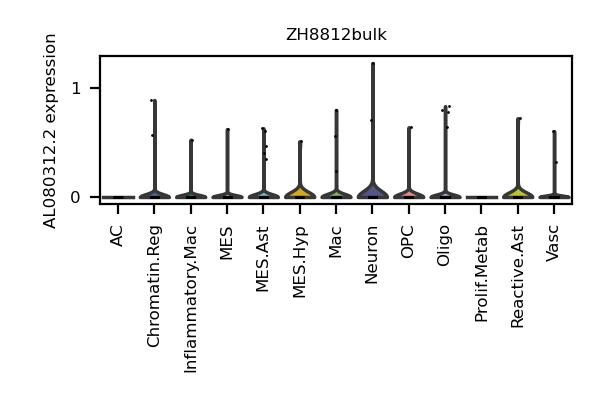 ZH8812bulk
AL080312.2 expression
1
0
AC
Chromatin.Reg
Inflammatory.Mac
MES
MES.Ast
MES.Hyp
Mac
Neuron
OPC
Oligo
Prolif.Metab
Reactive.Ast
Vasc